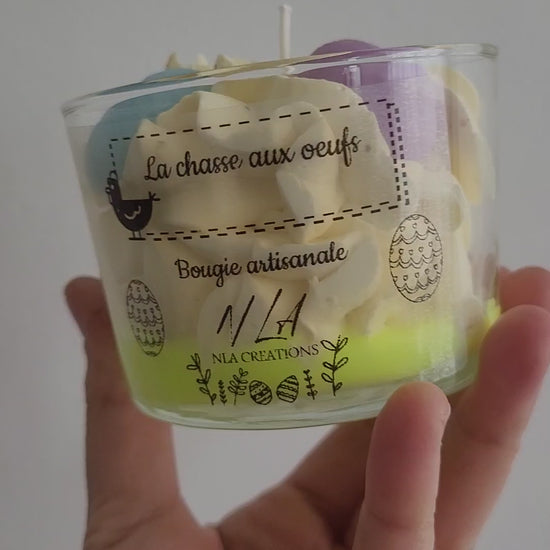 La chasse aux oeufs
Bougie artisanale
NLA
NLA CREATIONS